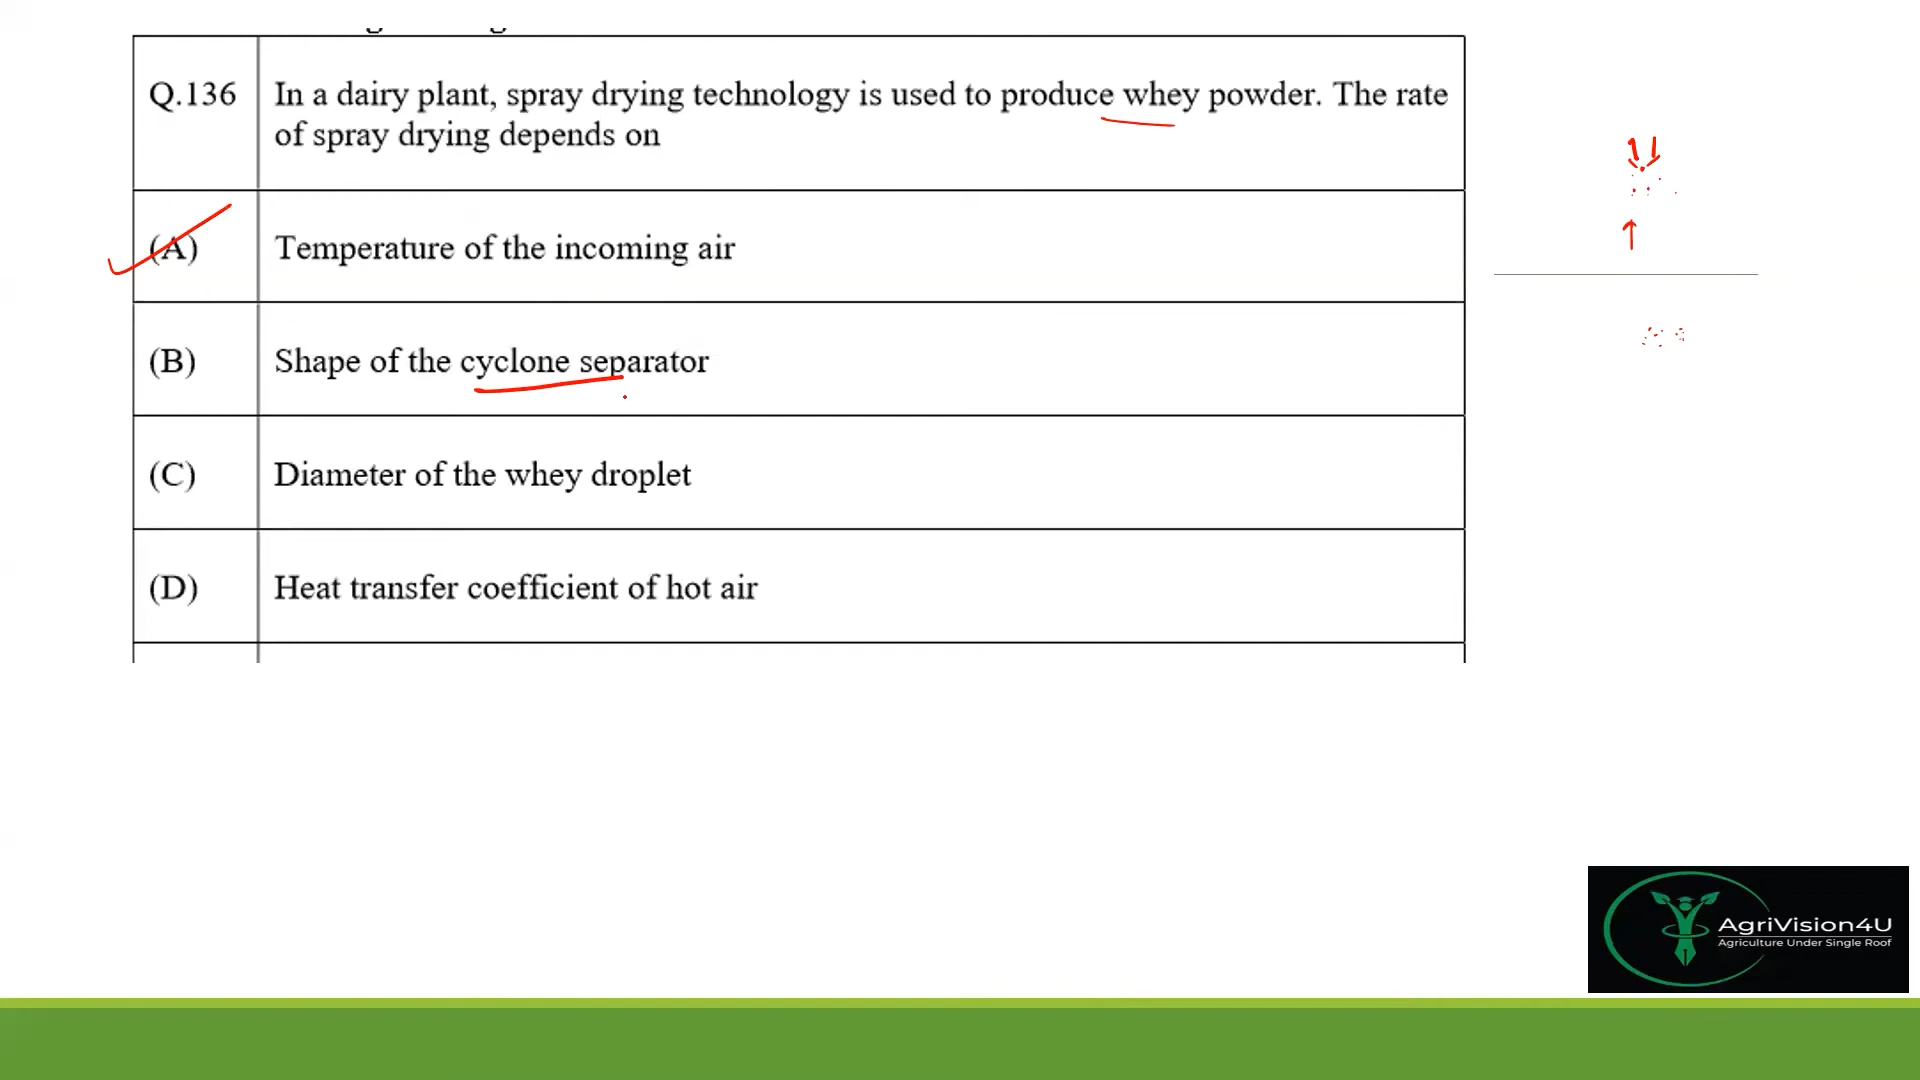 Q.136 In a dairy plant, spray drying technology is used to produce whey powder. The rate
of spray drying depends on
(A) Temperature of the incoming air
(B) Shape of the cyclone separator
(C) Diameter of the whey droplet
(D) Heat transfer coefficient of hot air
AgriVision4U
Agriculture Under Single Roof